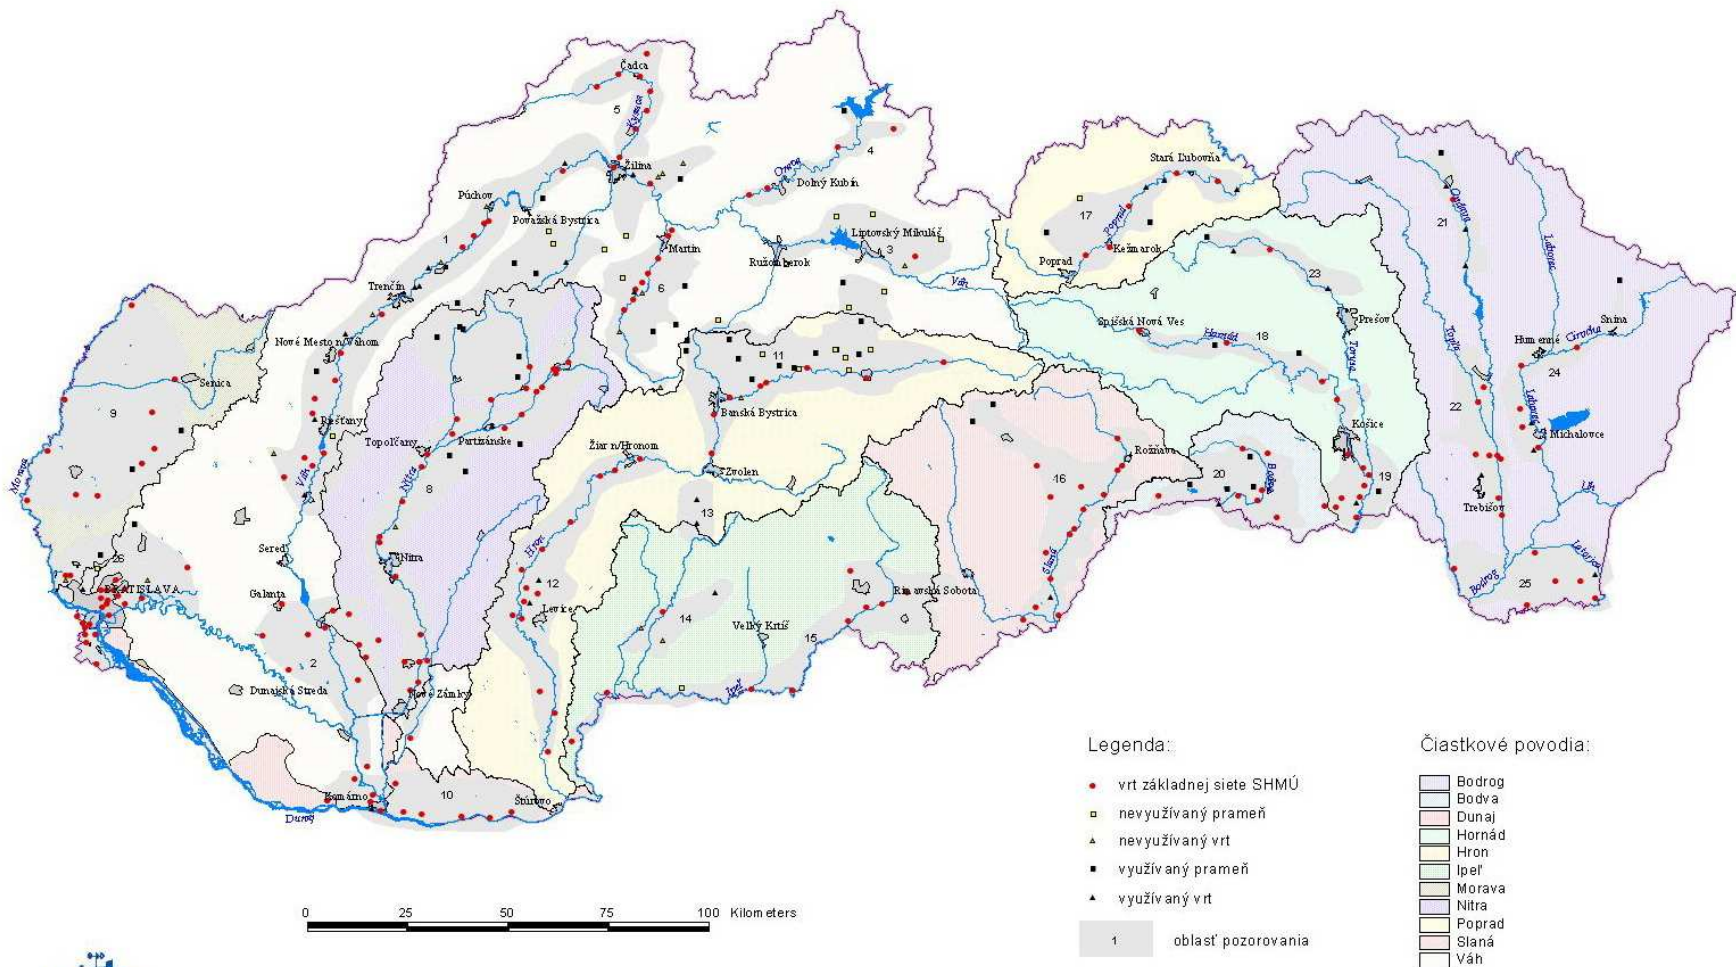 Čadca
5
Kysuca
4
Žilina
Orava
Dolný Kubín
Stará Ľubovňa
Púchov
Považská Bystrica
17
Poprad
21
Ondava
Laborec
1
Martin
Liptovský Mikuláš
3
Ružomberok
Kežmarok
Poprad
23
Trenčín
Váh
6
7
Nové Mesto n/Váhom
Spišská Nová Ves
Hornád
18
Prešov
Torysa
Topľa
Snina
Humenné
Cirocha
24
Senica
9
11
Banská Bystrica
Piešťany
Topoľčany
Partizánske
Žiar n/Hronom
Zvolen
22
Laborec
Michalovce
Košice
Rožňava
16
20
Bodva
19
Morava
Váh
Nitra
8
13
Trebišov
Uh
Sereď
Nitra
Hron
Slaná
Latorica
26
BRATISLAVA
Galanta
12
Levice
Rimavská Sobota
Bodrog
25
14
Veľký Krtíš
15
2
Dunajská Streda
Nové Zámky
Ipeľ
Komárno
10
Štúrovo
Dunaj
Legenda:
vrt základnej siete SHMÚ
nevyužívaný prameň
nevyužívaný vrt
využívaný prameň
využívaný vrt
1 oblasť pozorovania
Čiastkové povodia:
Bodrog
Bodva
Dunaj
Hornád
Hron
Ipeľ
Morava
Nitra
Poprad
Slaná
Váh
0 25 50 75 100 Kilometers